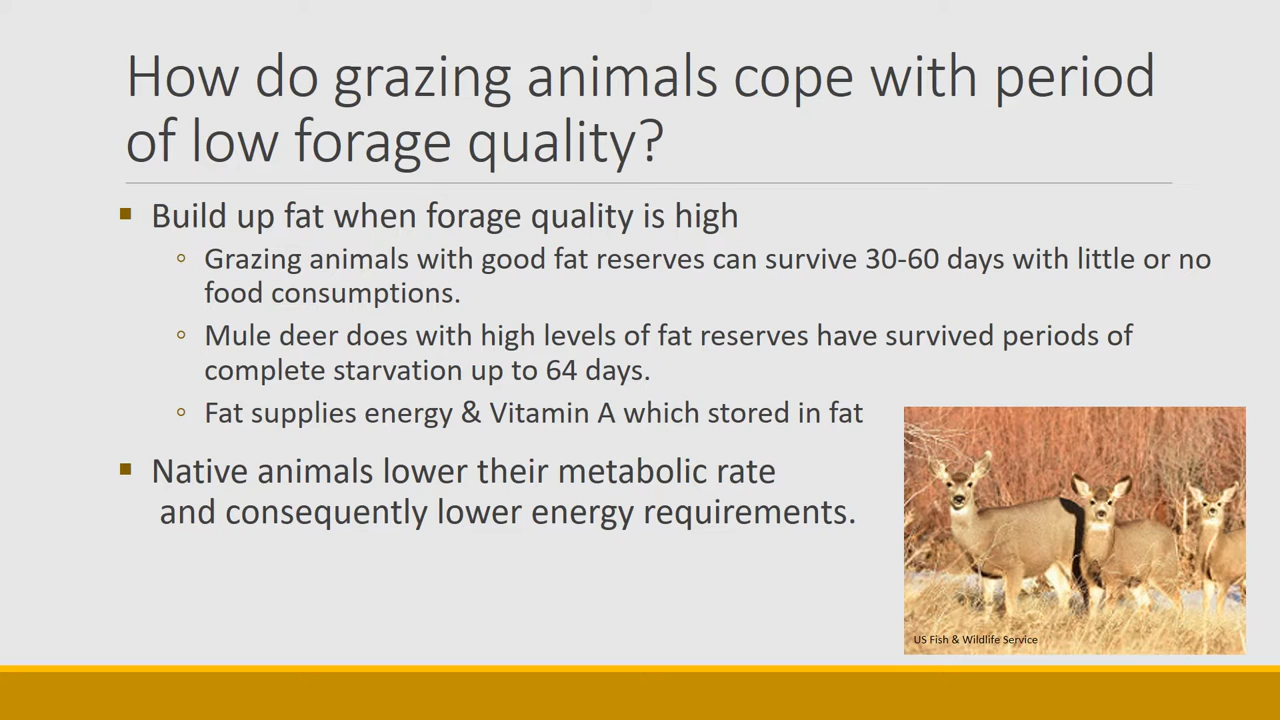 How do grazing animals cope with period
of low forage quality?
Build up fat when forage quality is high
Grazing animals with good fat reserves can survive 30-60 days with little or no
food consumptions.
Mule deer does with high levels of fat reserves have survived periods of
complete starvation up to 64 days.
Fat supplies energy & Vitamin A which stored in fat
Native animals lower their metabolic rate
and consequently lower energy requirements.
US Fish & Wildlife Service